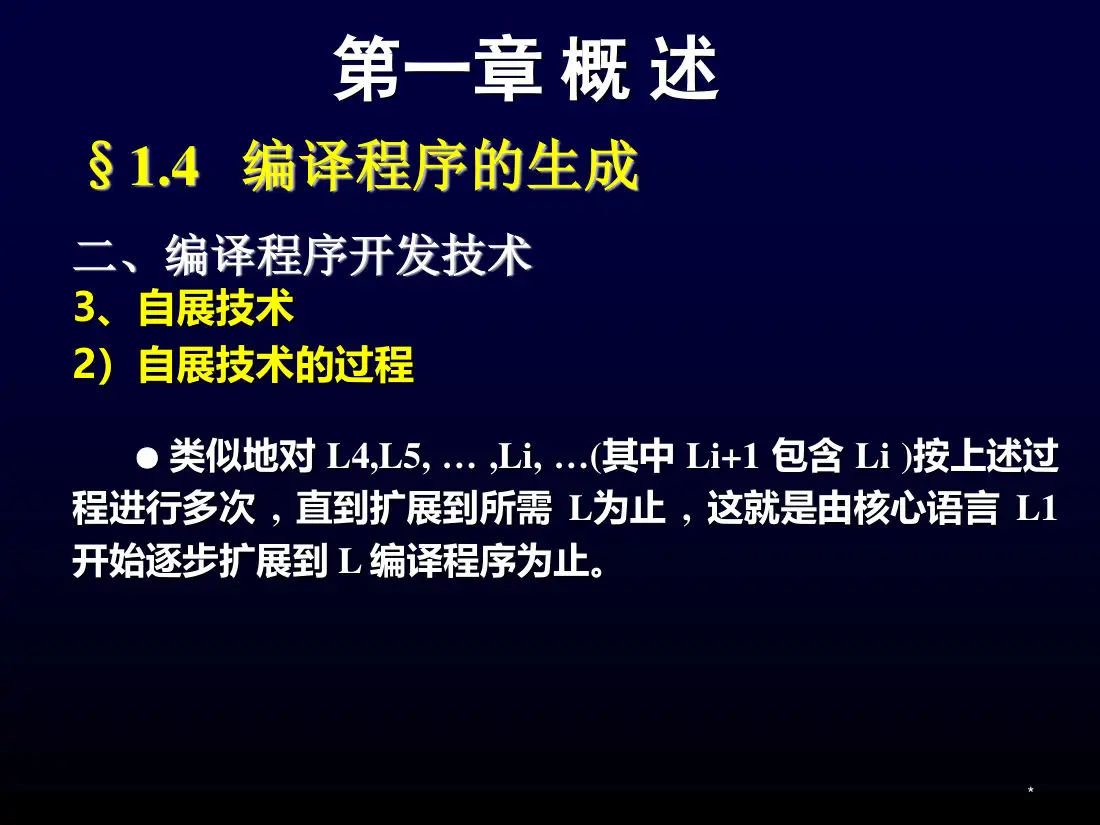 第一章 概 述
§1.4 编译程序的生成
二、编译程序开发技术
3、自展技术
2）自展技术的过程
● 类似地对 L4,L5, … ,Li, …(其中 Li+1 包含 Li )按上述过
程进行多次，直到扩展到所需 L为止，这就是由核心语言 L1
开始逐步扩展到 L 编译程序为止。
*